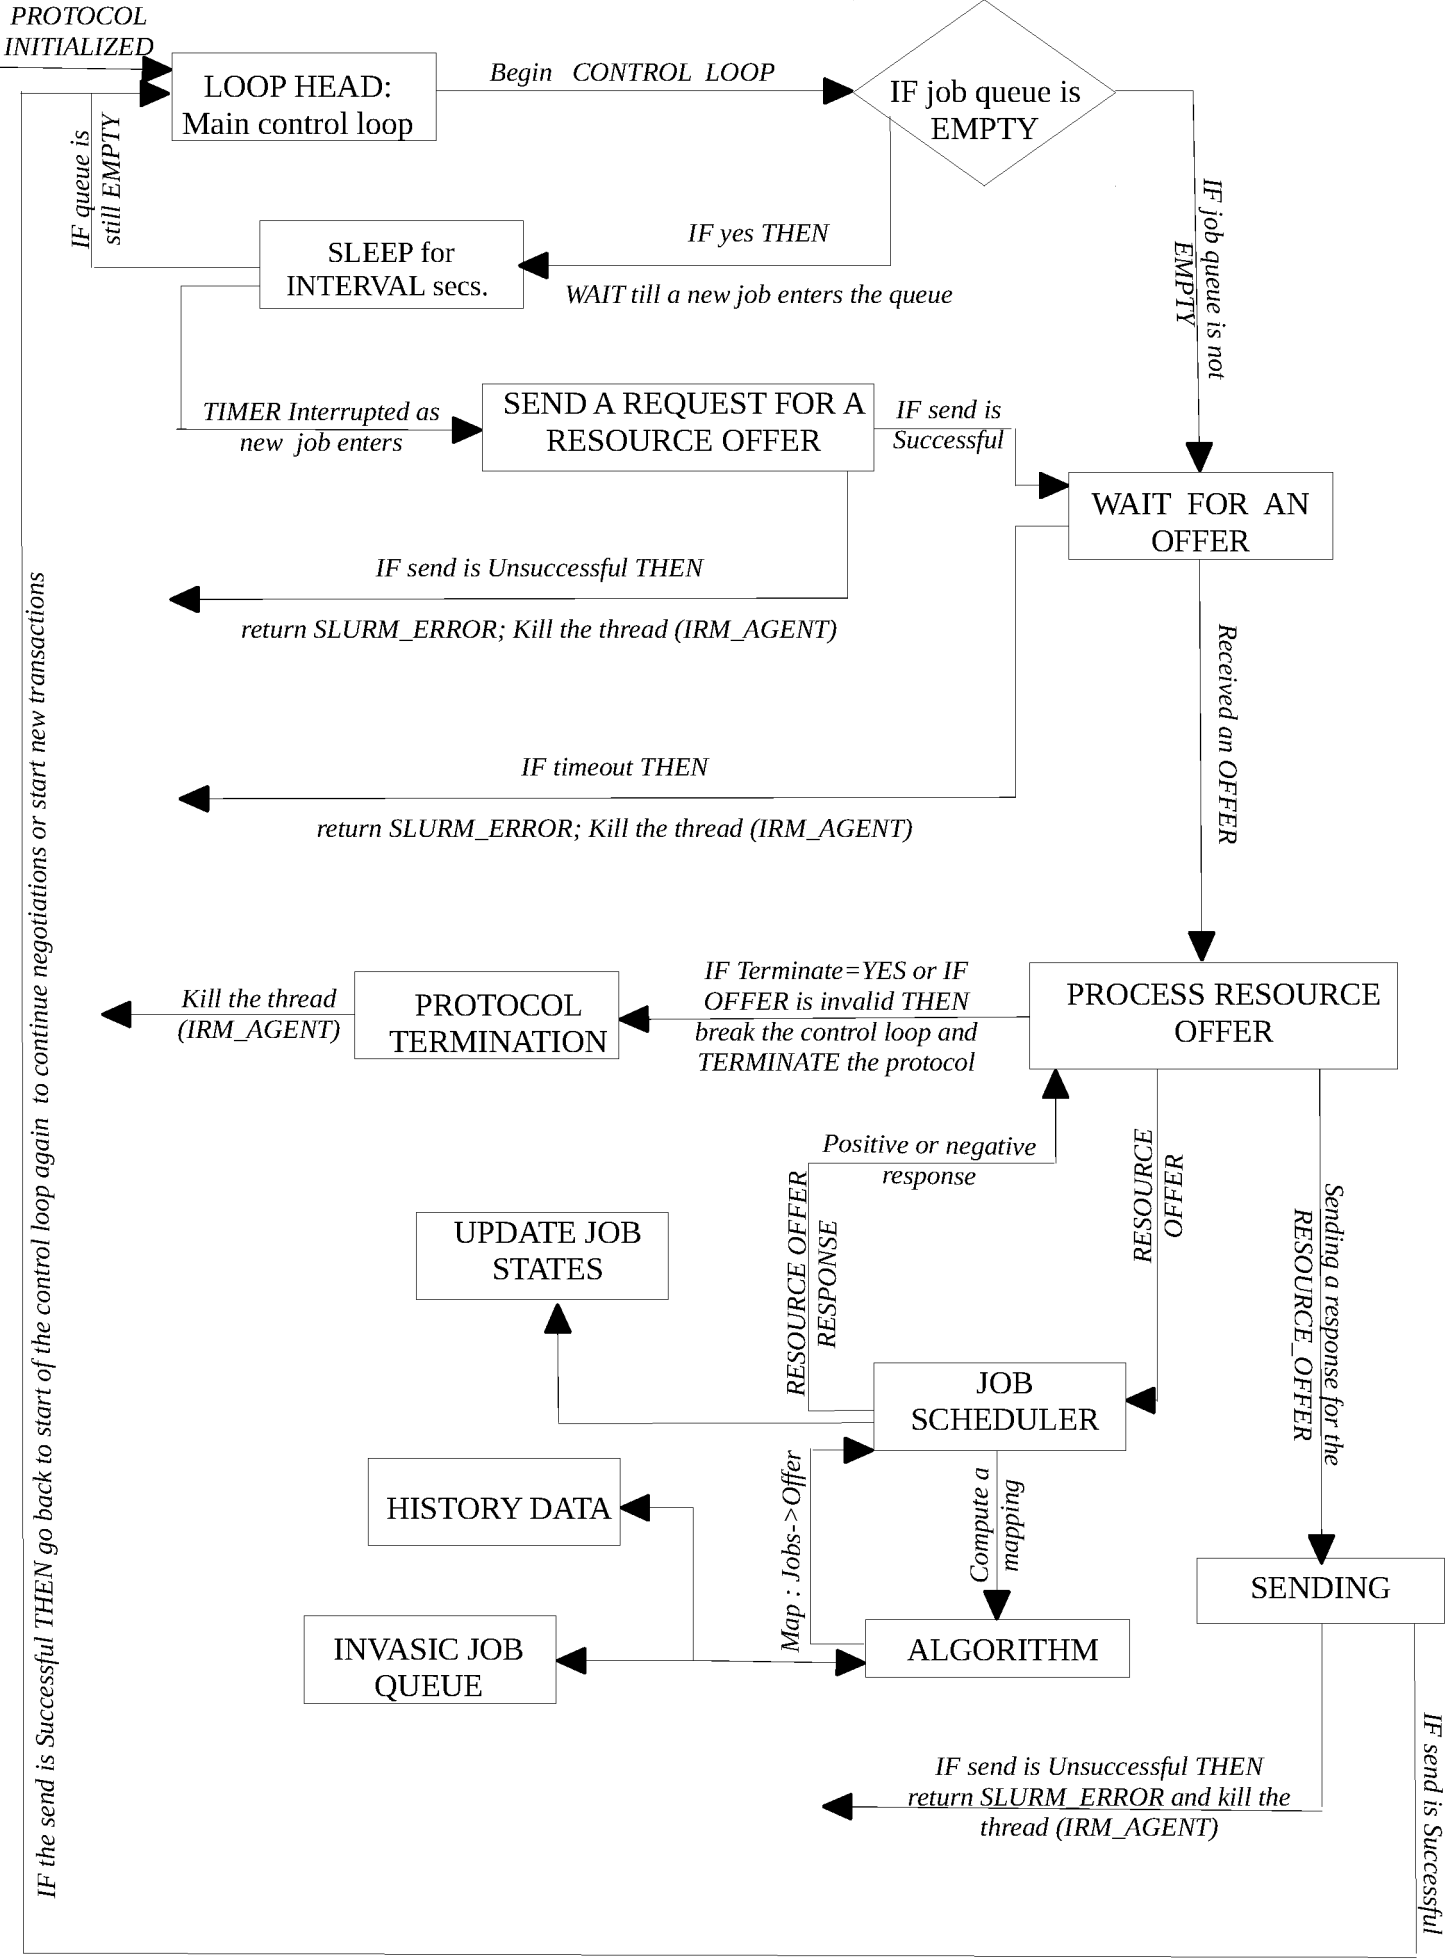 PROTOCOL
INITIALIZED
LOOP HEAD:
Main control loop
Begin CONTROL LOOP
IF job queue is
EMPTY
IF queue is
still EMPTY
SLEEP for
INTERVAL secs.
IF yes THEN
WAIT till a new job enters the queue
IF job queue is not
EMPTY
TIMER Interrupted as
new job enters
SEND A REQUEST FOR A
RESOURCE OFFER
IF send is
Successful
WAIT FOR AN
OFFER
IF send is Unsuccessful THEN
return SLURM_ERROR; Kill the thread (IRM_AGENT)
Received an OFFER
IF timeout THEN
return SLURM_ERROR; Kill the thread (IRM_AGENT)
Kill the thread
(IRM_AGENT)
PROTOCOL
TERMINATION
IF Terminate=YES or IF
OFFER is invalid THEN
break the control loop and
TERMINATE the protocol
PROCESS RESOURCE
OFFER
Positive or negative
response
RESOURCE
OFFER
Sending a response for the
RESOURCE_OFFER
RESOURCE OFFER
RESPONSE
UPDATE JOB
STATES
JOB
SCHEDULER
HISTORY DATA
Map : Jobs->Offer
Compute a
mapping
SENDING
INVASIC JOB
QUEUE
ALGORITHM
IF send is Unsuccessful THEN
return SLURM_ERROR and kill the
thread (IRM_AGENT)
IF send is Successful
IF the send is Successful THEN go back to start of the control loop again to continue negotiations or start new transactions